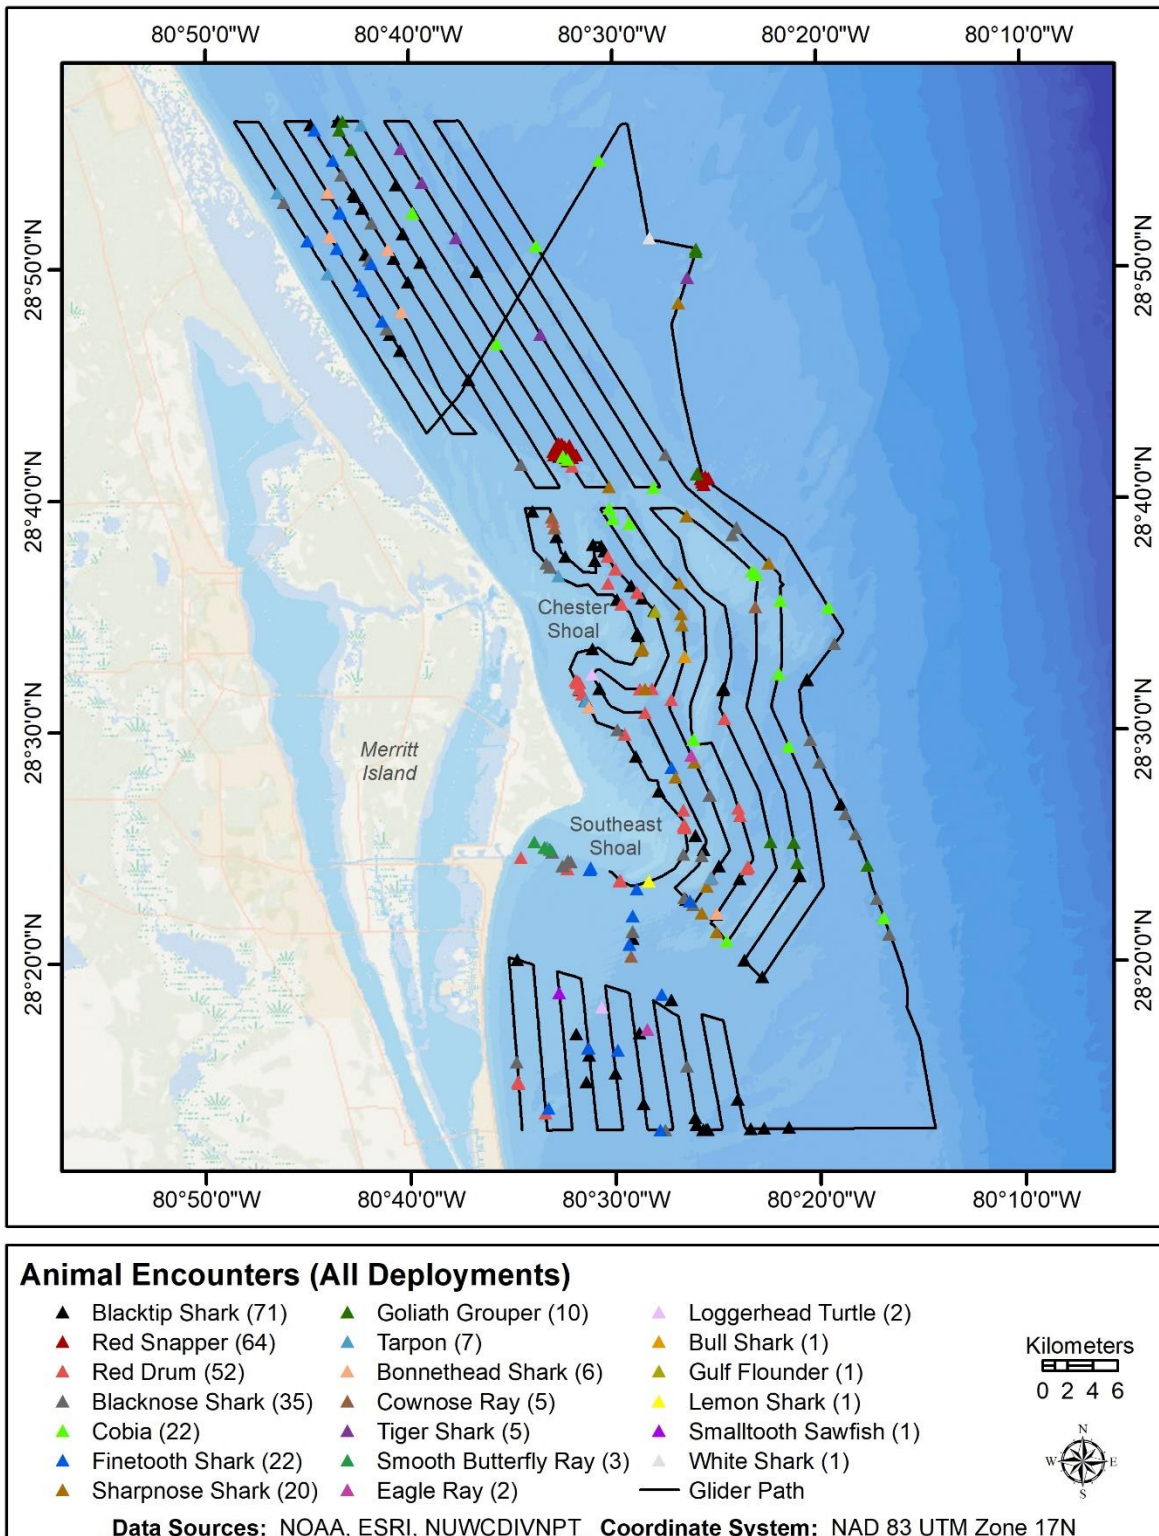 80°50'0"W 80°40'0"W 80°30'0"W 80°20'0"W 80°10'0"W
28°50'0"N 28°50'0"N
28°40'0"N 28°40'0"N
Chester
Shoal
28°30'0"N 28°30'0"N
Merritt
Island
Southeast
Shoal
28°20'0"N 28°20'0"N
80°50'0"W 80°40'0"W 80°30'0"W 80°20'0"W 80°10'0"W
Animal Encounters (All Deployments)
Blacktip Shark (71) Goliath Grouper (10) Loggerhead Turtle (2)
Red Snapper (64) Tarpon (7) Bull Shark (1)
Red Drum (52) Bonnethead Shark (6) Gulf Flounder (1)
Blacknose Shark (35) Cownose Ray (5) Lemon Shark (1)
Cobia (22) Tiger Shark (5) Smalltooth Sawfish (1)
Finetooth Shark (22) Smooth Butterfly Ray (3) White Shark (1)
Sharpnose Shark (20) Eagle Ray (2) Glider Path
Kilometers
0 2 4 6
N
W E
S
Data Sources: NOAA, ESRI, NUWCDIVNPT Coordinate System: NAD 83 UTM Zone 17N